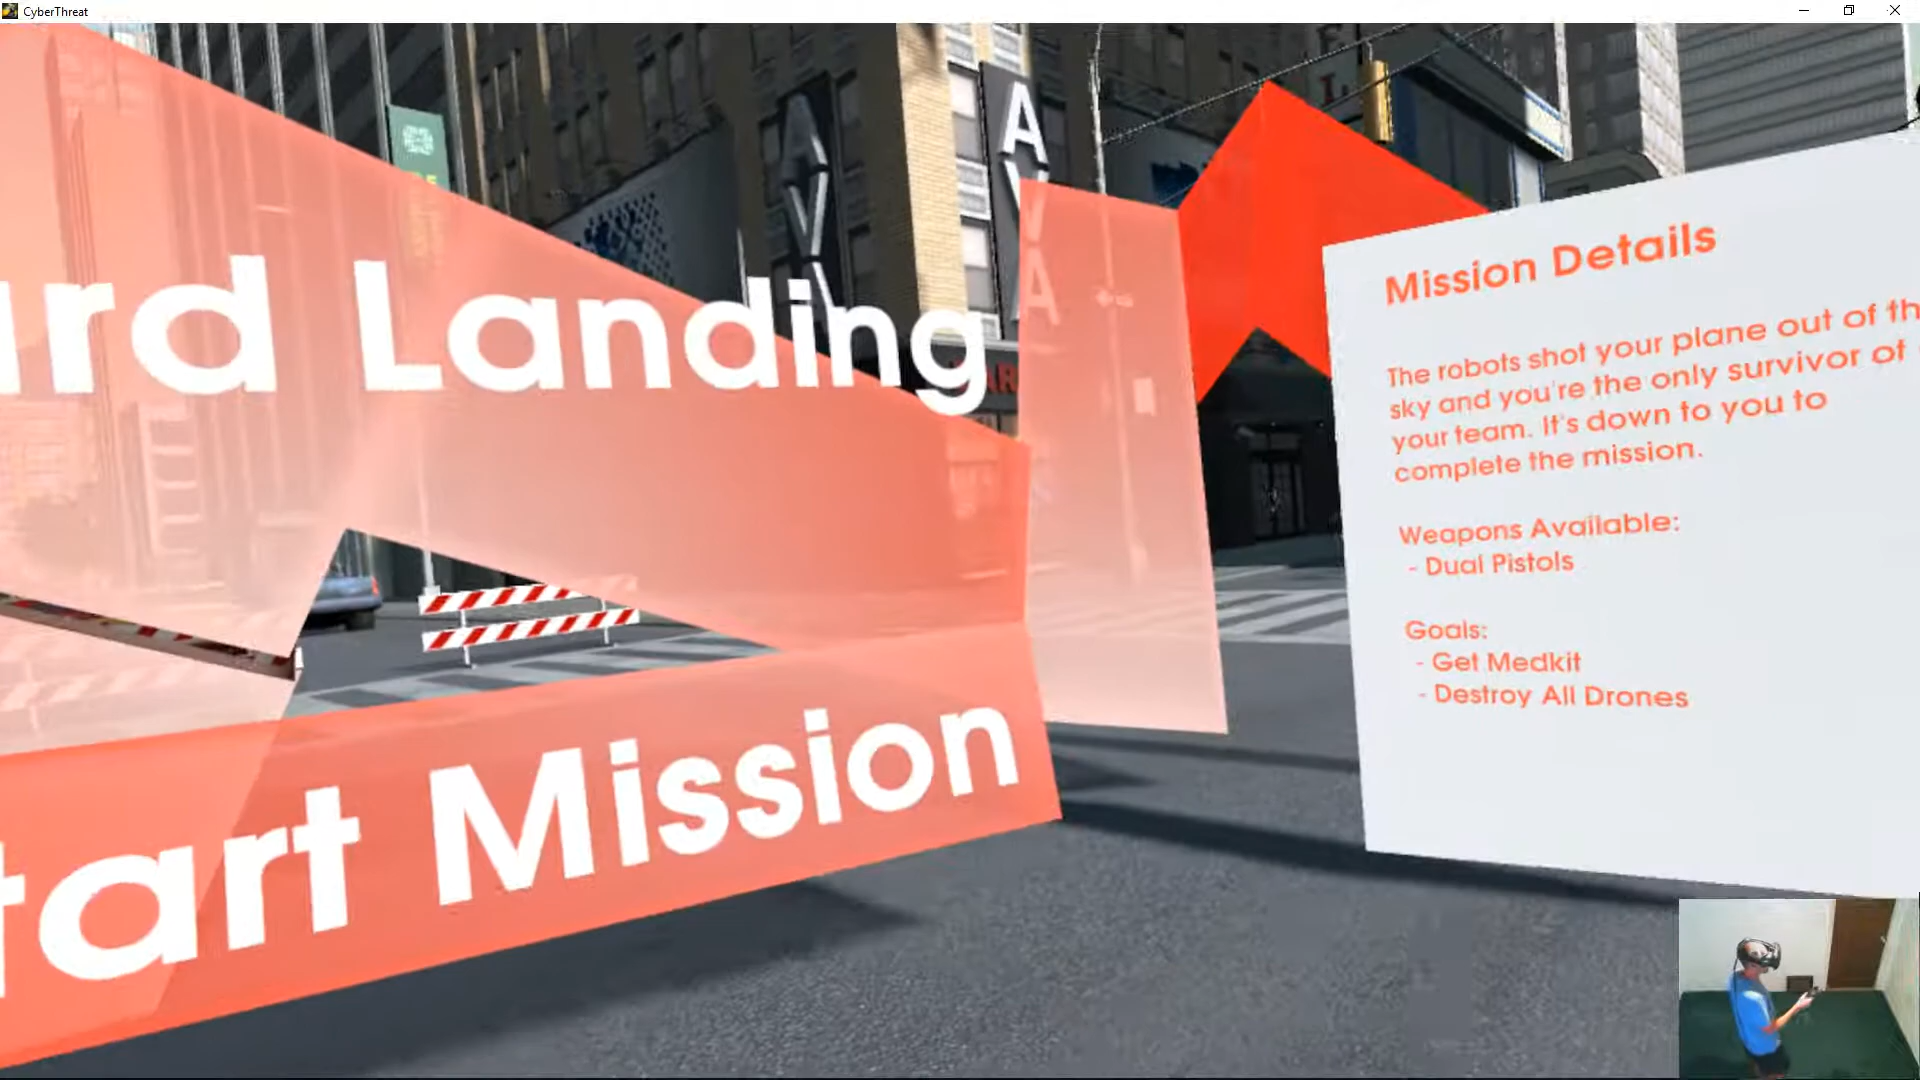 CyberThreat
AVA
ard Landing
tart Mission
Mission Details
The robots shot your plane out of th
sky and you're the only survivor of
your team. It's down to you to
complete the mission.
Weapons Available:
- Dual Pistols
Goals:
- Get Medkit
- Destroy All Drones